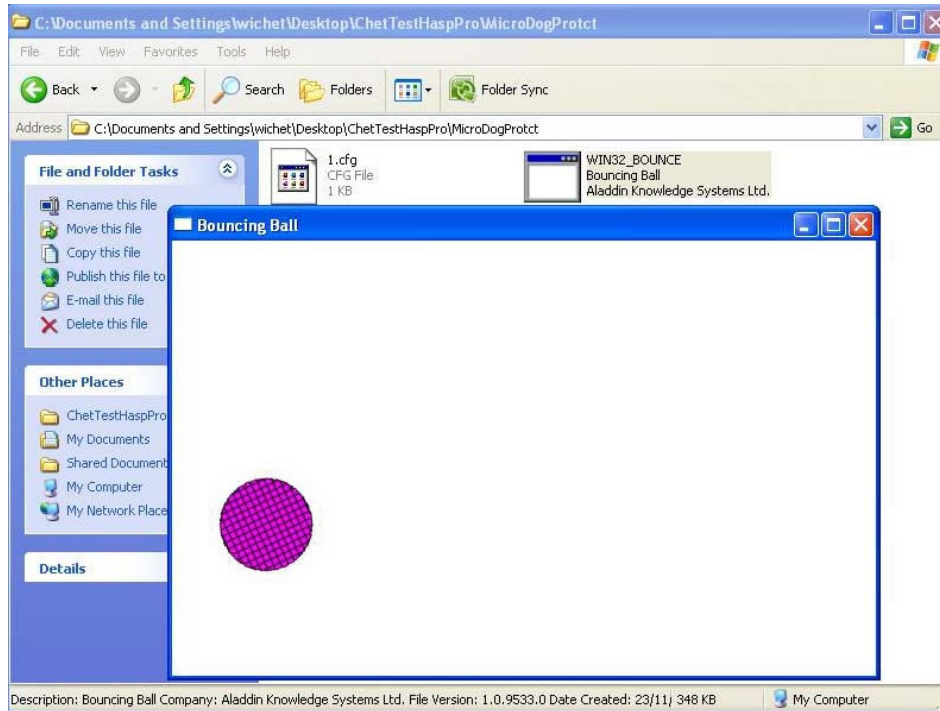 C:\Documents and Settings\wichet\Desktop\ChetTestHaspPro\MicroDogProtct
File Edit View Favorites Tools Help
Back Search Folders Folder Sync
Address C:\Documents and Settings\wichet\Desktop\ChetTestHaspPro\MicroDogProtct Go
File and Folder Tasks
Rename this file
Move this file
Copy this file
Publish this file to
E-mail this file
Delete this file
Other Places
ChetTestHaspPro
My Documents
Shared Document
My Computer
My Network Place
Details
1.cfg
CFG File
1 KB
WIN32_BOUNCE
Bouncing Ball
Aladdin Knowledge Systems Ltd.
Bouncing Ball
Description: Bouncing Ball Company: Aladdin Knowledge Systems Ltd. File Version: 1.0.9533.0 Date Created: 23/11/ 348 KB My Computer